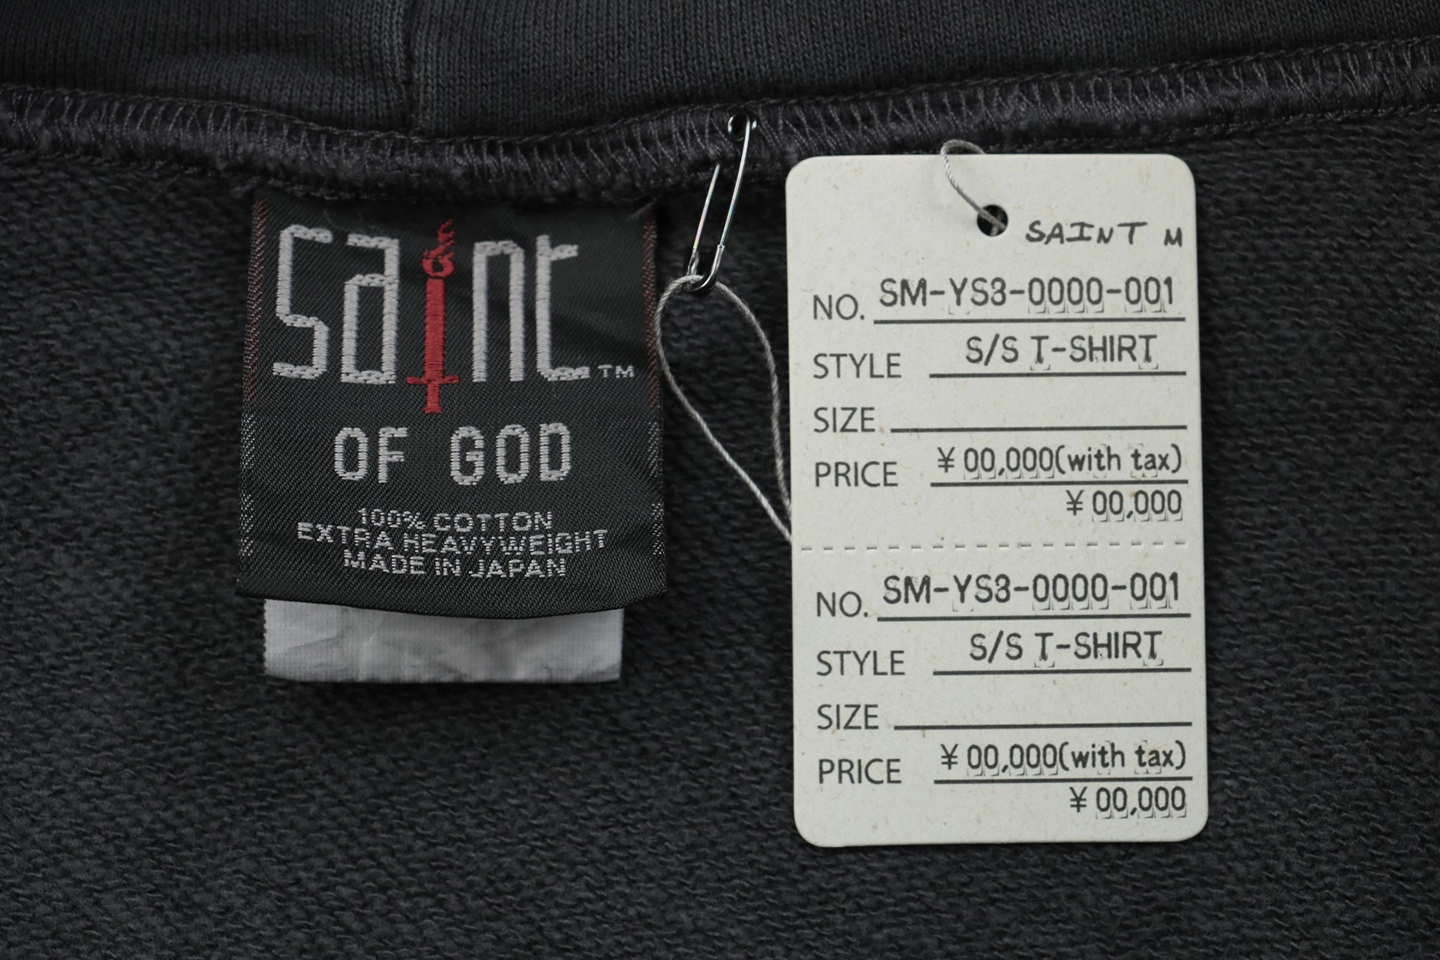 saint™
OF GOD
100% COTTON
EXTRA HEAVYWEIGHT
MADE IN JAPAN
SAINT M
NO. SM-YS3-0000-001
STYLE S/S T-SHIRT
SIZE
PRICE ¥ 00,000(with tax)
¥ 00,000
NO. SM-YS3-0000-001
STYLE S/S T-SHIRT
SIZE
PRICE ¥ 00,000(with tax)
¥ 00,000